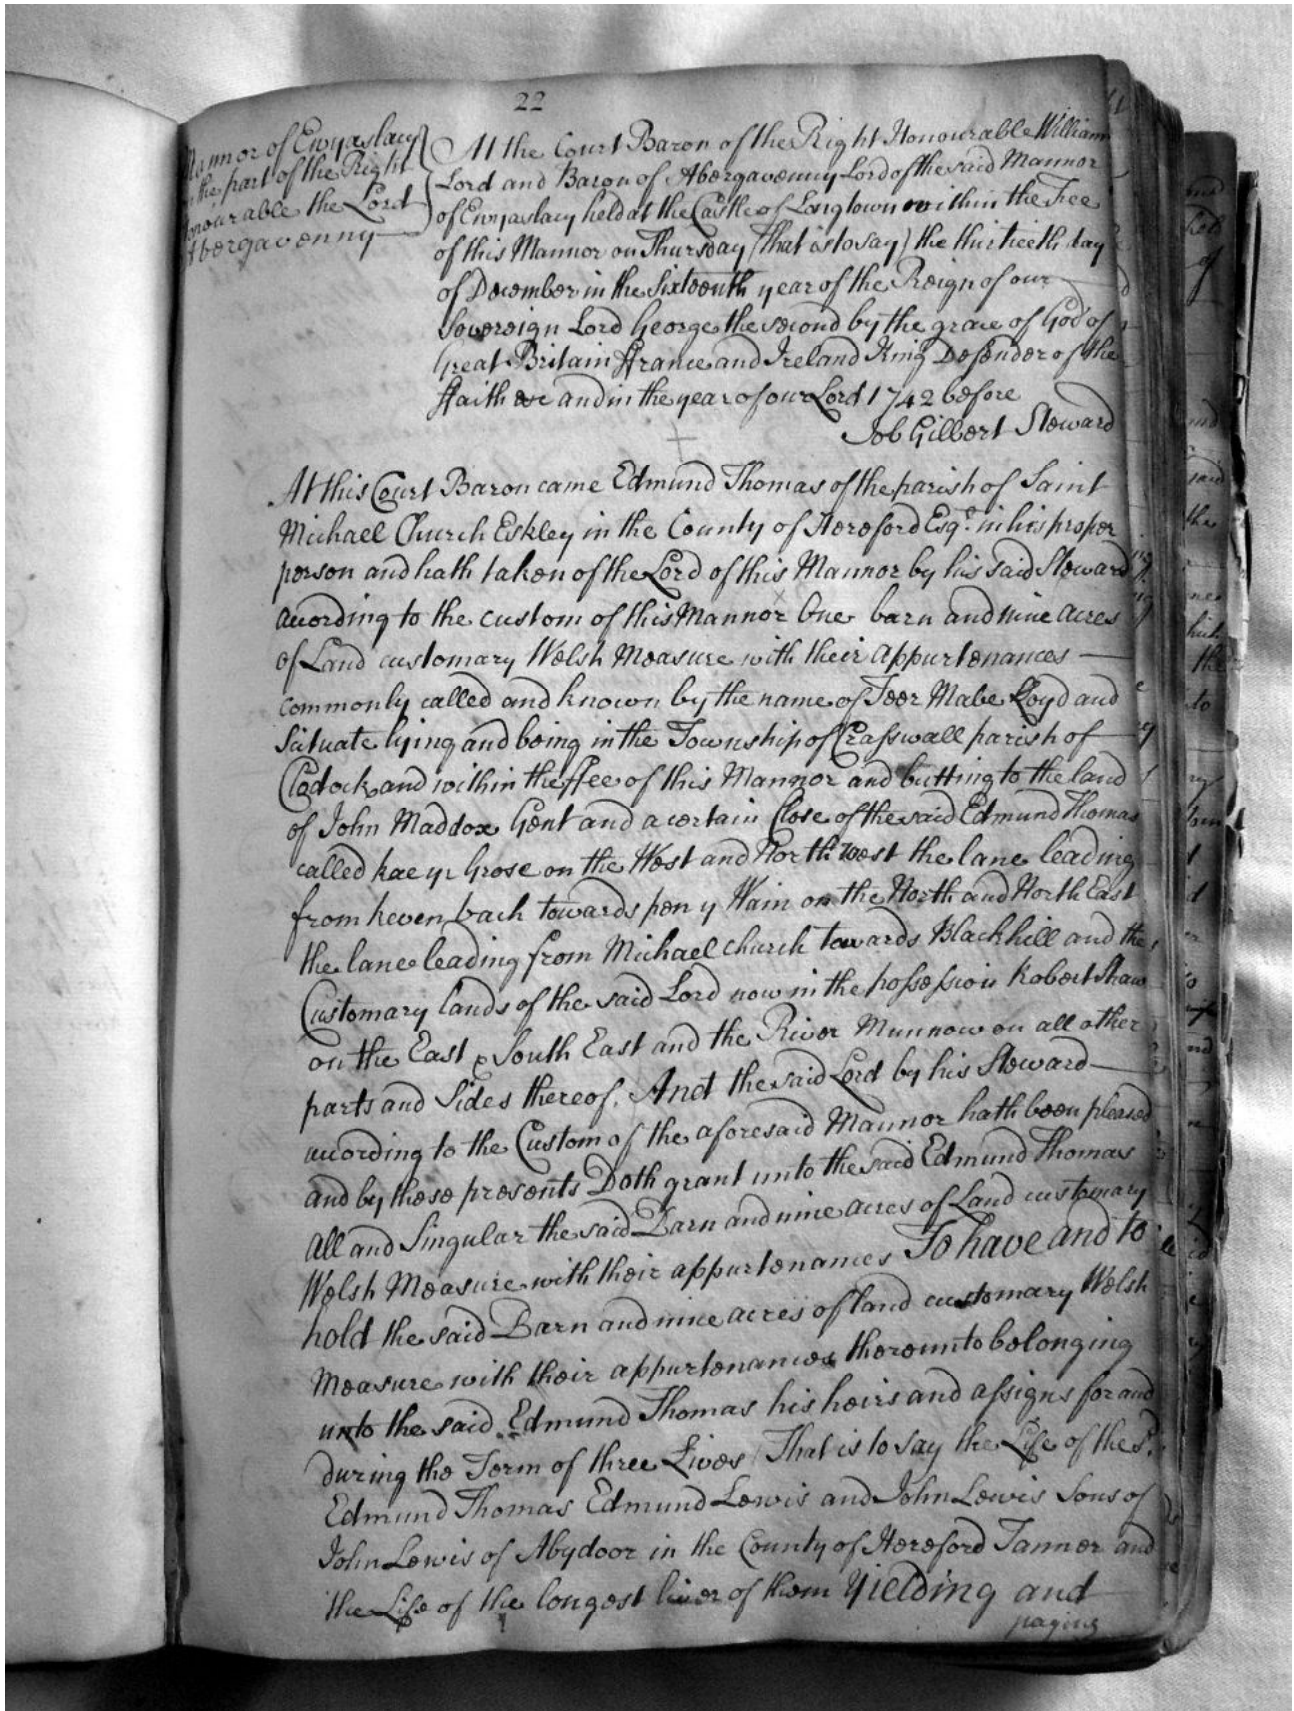 22
Mannor of Ewyaslacy
the part of the Right
Honourable the Lord
Abergavenny
At the Court Baron of the Right Honourable William
Lord and Baron of Abergavenny Lord of the said Mannor
of Ewyaslacy held at the Castle of Longtown within the Fee
of this Mannor on Thursday (That is to say) the thirtieth day
of December in the Sixteenth year of the Reign of our
Sovereign Lord George the second by the grace of God of
Great Britain ffrance and Ireland King Defender of the
ffaith &c and in the year of our Lord 1742 before
Job Gilbert Steward
At this Court Baron came Edmund Thomas of the parish of Saint
Michael Church Eskley in the County of Hereford Esqr. in his proper
person and hath taken of the Lord of this Mannor by his said Steward
according to the custom of this Mannor One barn and nine acres
of Land customary Welsh Measure with their appurtenances
commonly called and known by the name of Teer Mabe Lloyd and
Situate lying and being in the Township of Crasswall parish of
Clodock and within the ffee of this Mannor and butting to the land
of John Maddox Gent and a certain Close of the said Edmund Thomas
called kae yr Grose on the West and North west the lane leading
from keven bach towards pen y Wain on the North and North East
the lane leading from Michael church towards Blackhill and the
Customary lands of the said Lord now in the possession Robert Shaw
on the East & South East and the River Munnow on all other
parts and Sides thereof. And the said Lord by his Steward
according to the Custom of the aforesaid Mannor hath been pleased
and by these presents Doth grant unto the said Edmund Thomas
all and Singular the said Barn and nine acres of Land customary
Welsh Measure with their appurtenances To have and to
hold the said Barn and nine acres of land customary Welsh
Measure with their appurtenances thereunto belonging
unto the said Edmund Thomas his heirs and assigns for and
during the Term of three Lives (That is to say the Life of the sd.
Edmund Thomas Edmund Lewis and John Lewis Sons of
John Lewis of Abydoor in the County of Hereford Tanner and
the Life of the longest liver of them Yielding and
paying